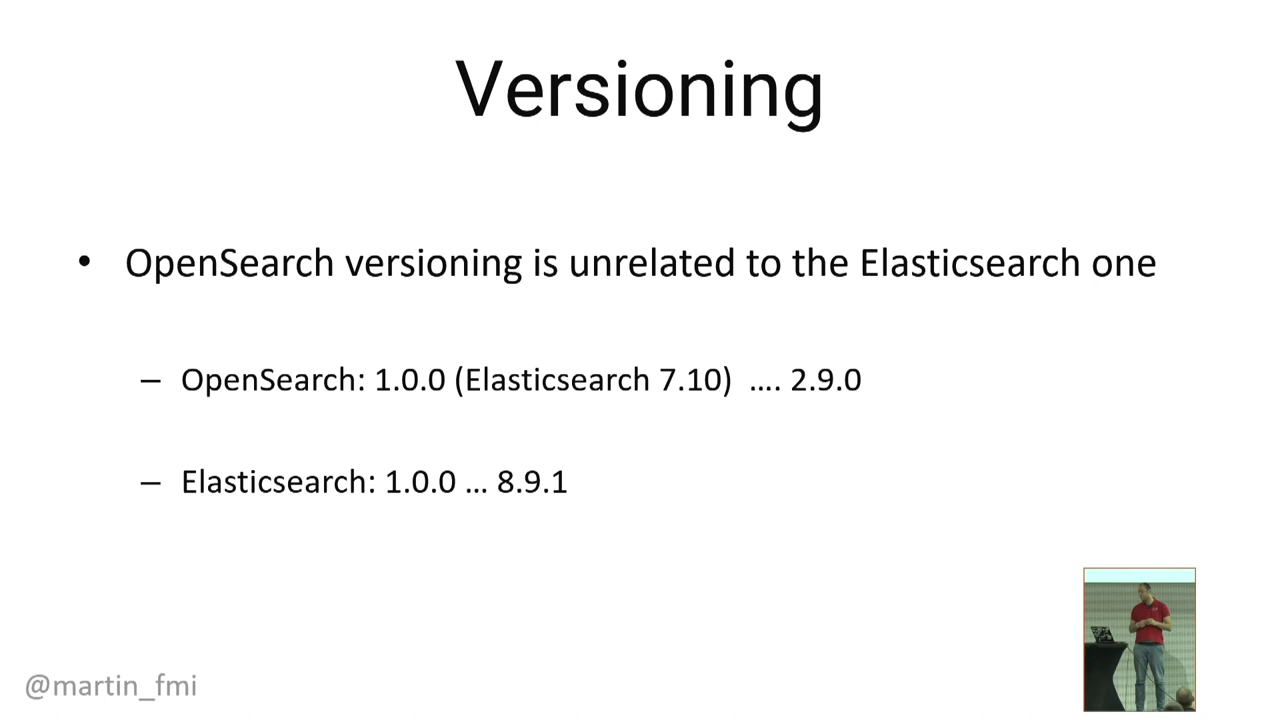 Versioning
• OpenSearch versioning is unrelated to the Elasticsearch one
– OpenSearch: 1.0.0 (Elasticsearch 7.10) .... 2.9.0
– Elasticsearch: 1.0.0 ... 8.9.1
@martin_fmi